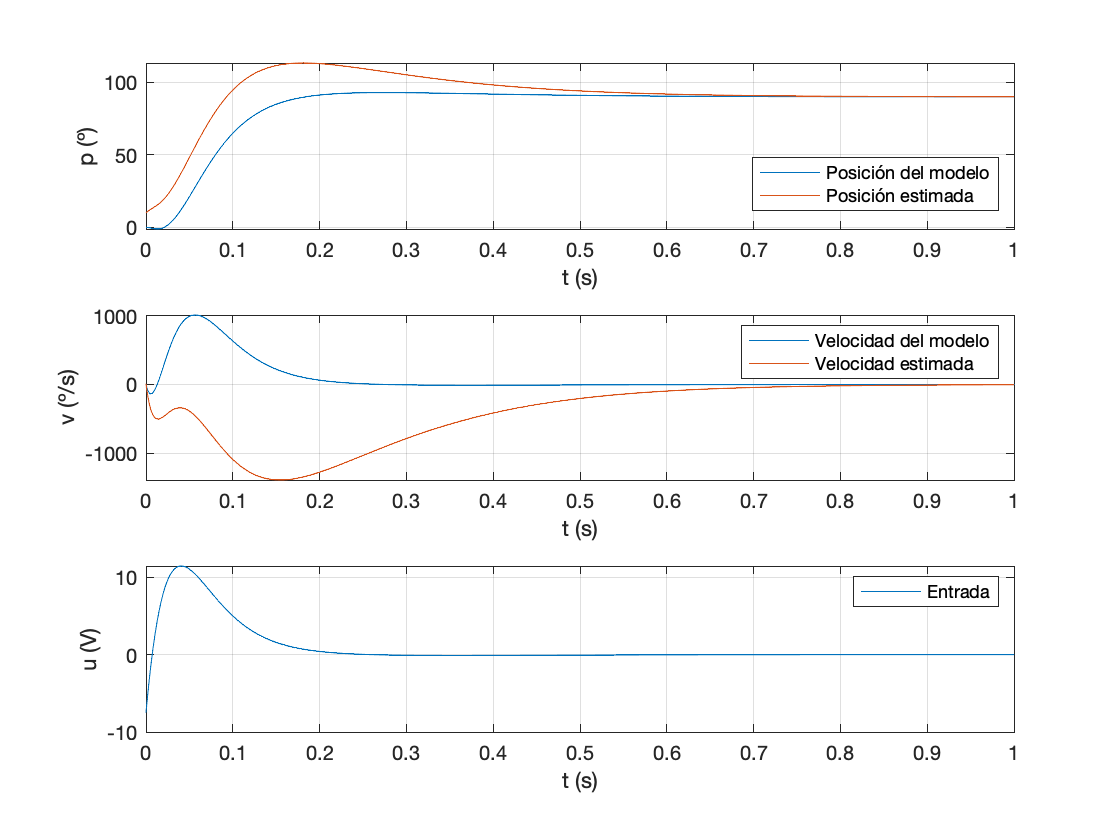 100
50
0
p (º)
Posición del modelo
Posición estimada
0 0.1 0.2 0.3 0.4 0.5 0.6 0.7 0.8 0.9 1
t (s)
1000
0
-1000
v (º/s)
Velocidad del modelo
Velocidad estimada
0 0.1 0.2 0.3 0.4 0.5 0.6 0.7 0.8 0.9 1
t (s)
10
0
-10
u (V)
Entrada
0 0.1 0.2 0.3 0.4 0.5 0.6 0.7 0.8 0.9 1
t (s)